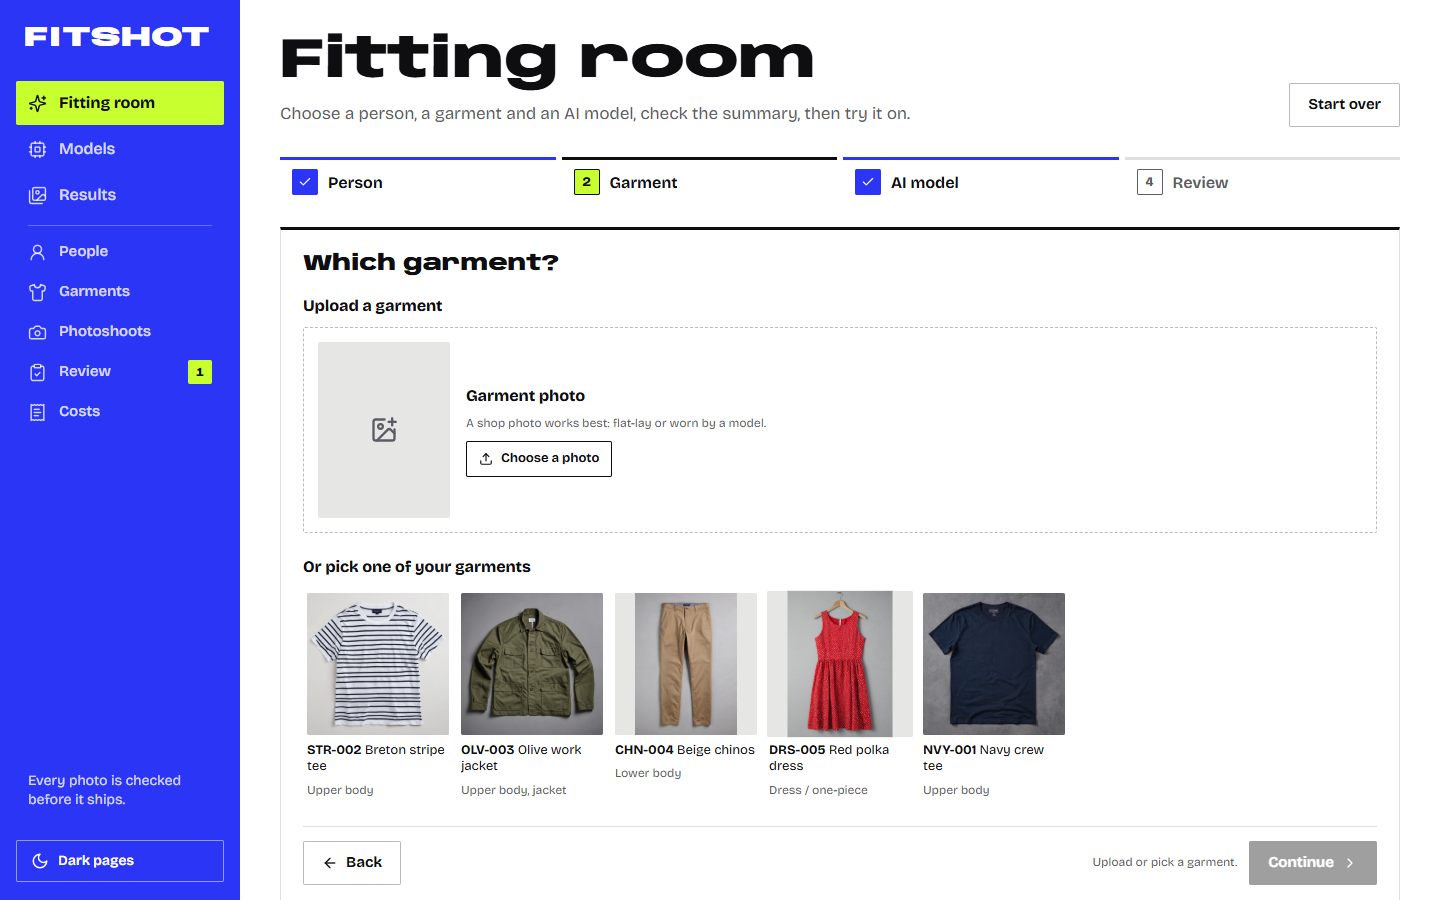 FITSHOT
Fitting room
Models
Results
People
Garments
Photoshoots
Review
1
Costs
Every photo is checked
before it ships.
Dark pages
Fitting room
Choose a person, a garment and an AI model, check the summary, then try it on.
Start over
Person
2
Garment
AI model
4
Review
Which garment?
Upload a garment
Garment photo
A shop photo works best: flat-lay or worn by a model.
Choose a photo
Or pick one of your garments
STR-002 Breton stripe
tee
Upper body
OLV-003 Olive work
jacket
Upper body, jacket
CHN-004 Beige chinos
Lower body
DRS-005 Red polka
dress
Dress / one-piece
NVY-001 Navy crew
tee
Upper body
Back
Upload or pick a garment.
Continue